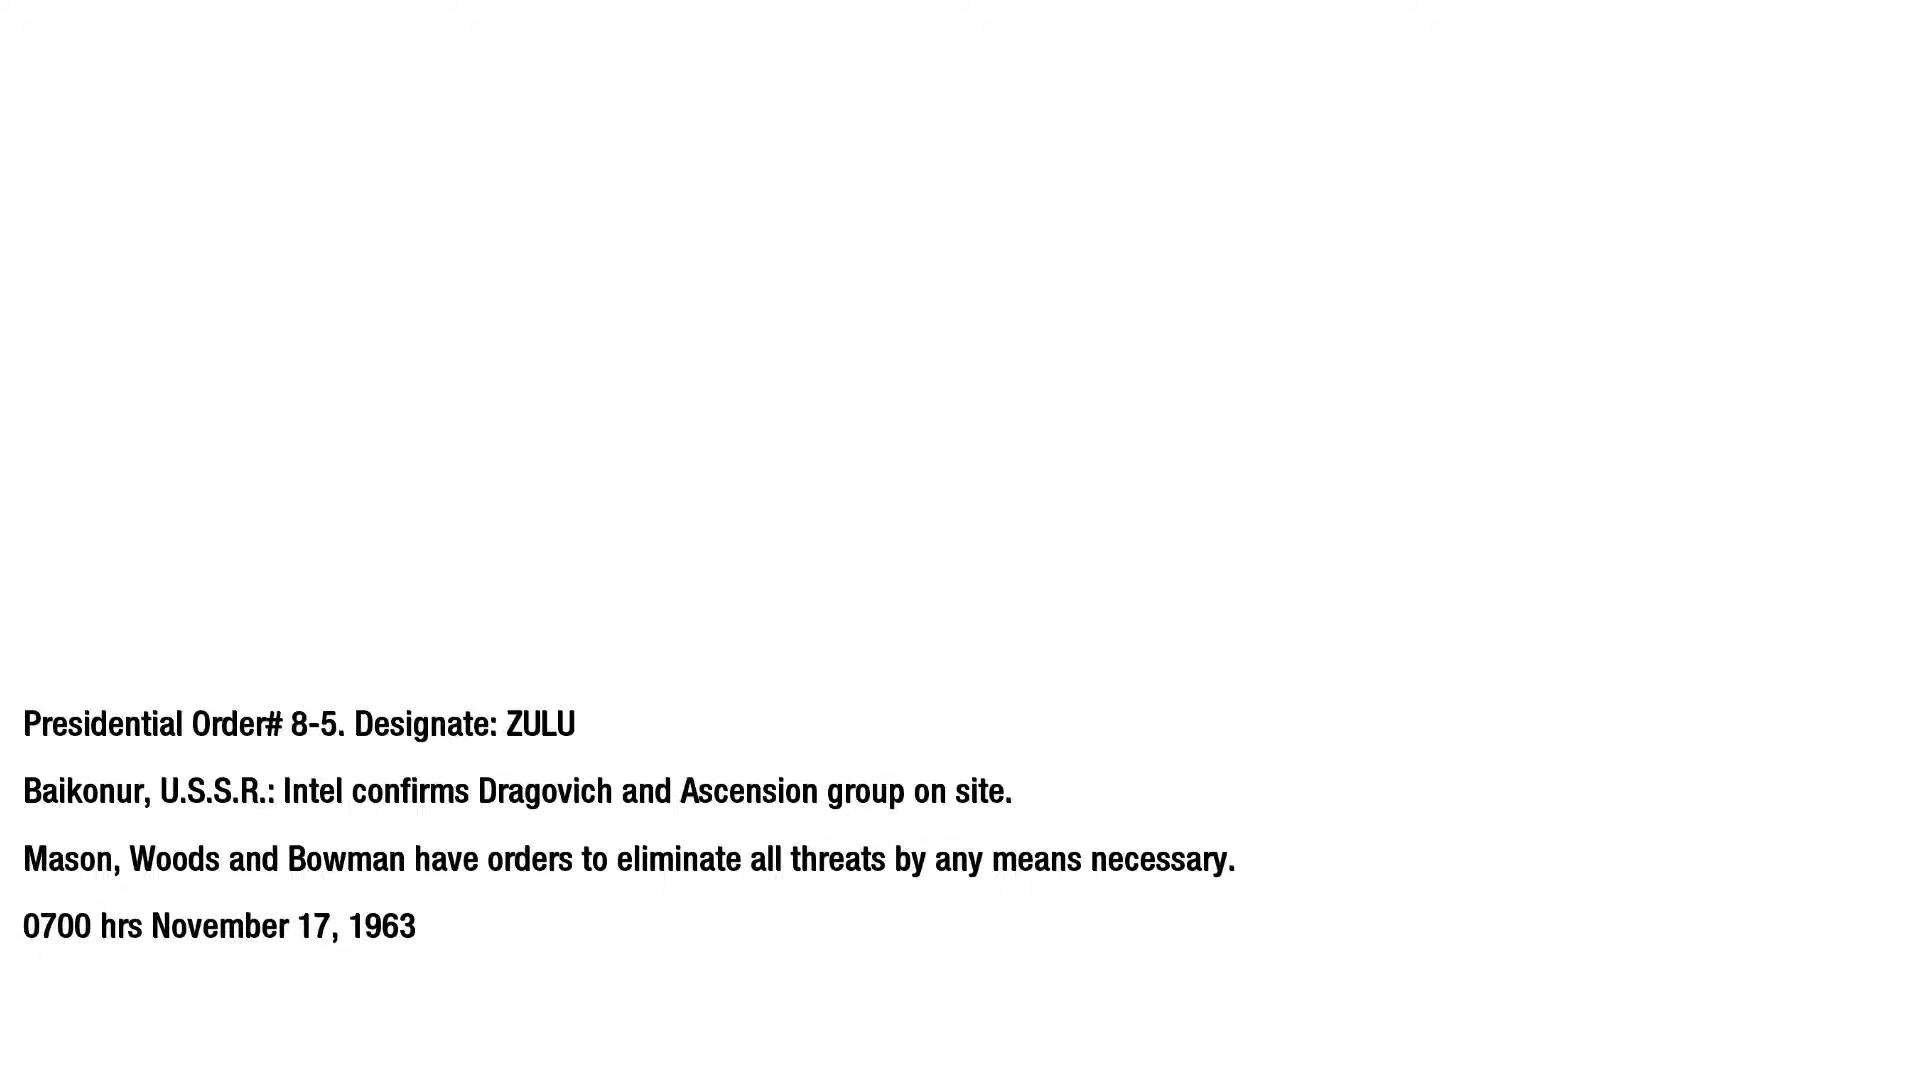 Presidential Order# 8-5. Designate: ZULU
Baikonur, U.S.S.R.: Intel confirms Dragovich and Ascension group on site.
Mason, Woods and Bowman have orders to eliminate all threats by any means necessary.
0700 hrs November 17, 1963